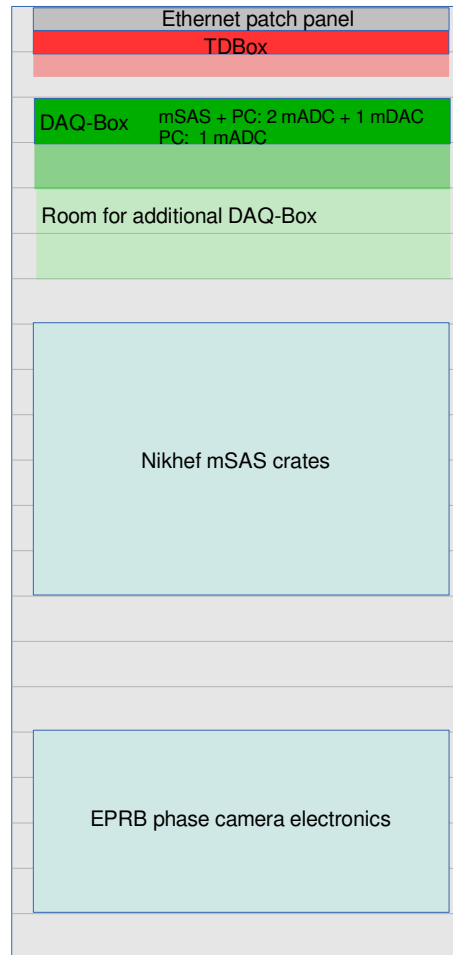 Ethernet patch panel
TDBox
DAQ-Box mSAS + PC: 2 mADC + 1 mDAC
PC: 1 mADC
Room for additional DAQ-Box
Nikhef mSAS crates
EPRB phase camera electronics